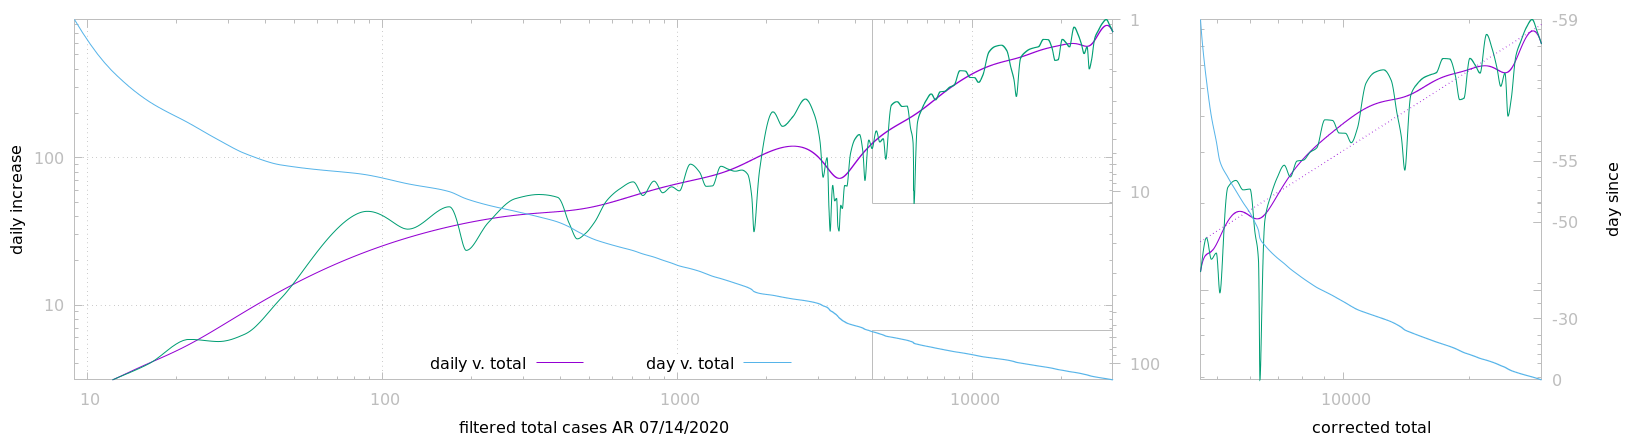 daily increase
100
10
daily v. total
day v. total
1
10
100
10
100
1000
10000
filtered total cases AR 07/14/2020
-59
-55
-50
-30
0
day since
10000
corrected total